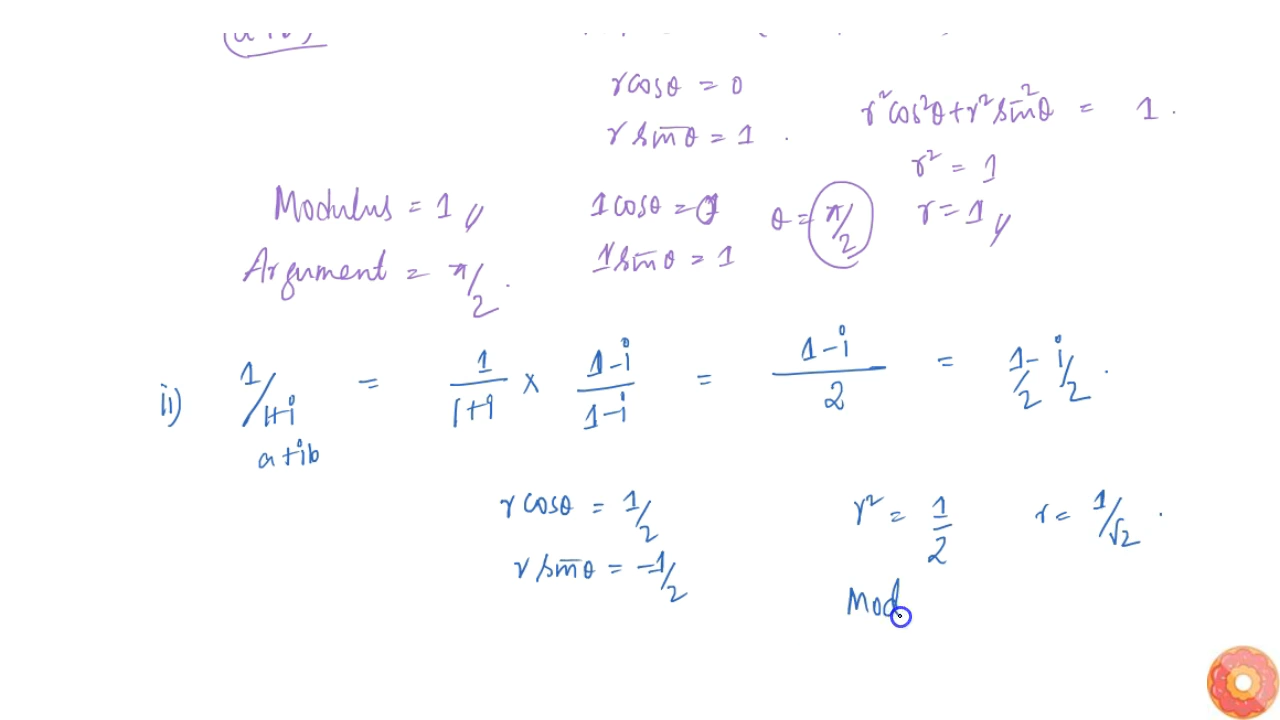 r cosθ = 0
r sinθ = 1 .
r²cos²θ + r²sin²θ = 1 .
r² = 1
r = 1
Modulus = 1
1 cosθ = 0
θ = π/2
Argument = π/2 .
1 sinθ = 1
ii) 1/1+i = 1/1+i × 1-i/1-i = 1-i/2 = 1/2 - i/2 .
a+ib
r cosθ = 1/2
r² = 1/2
r = 1/√2 .
r sinθ = -1/2
Mod